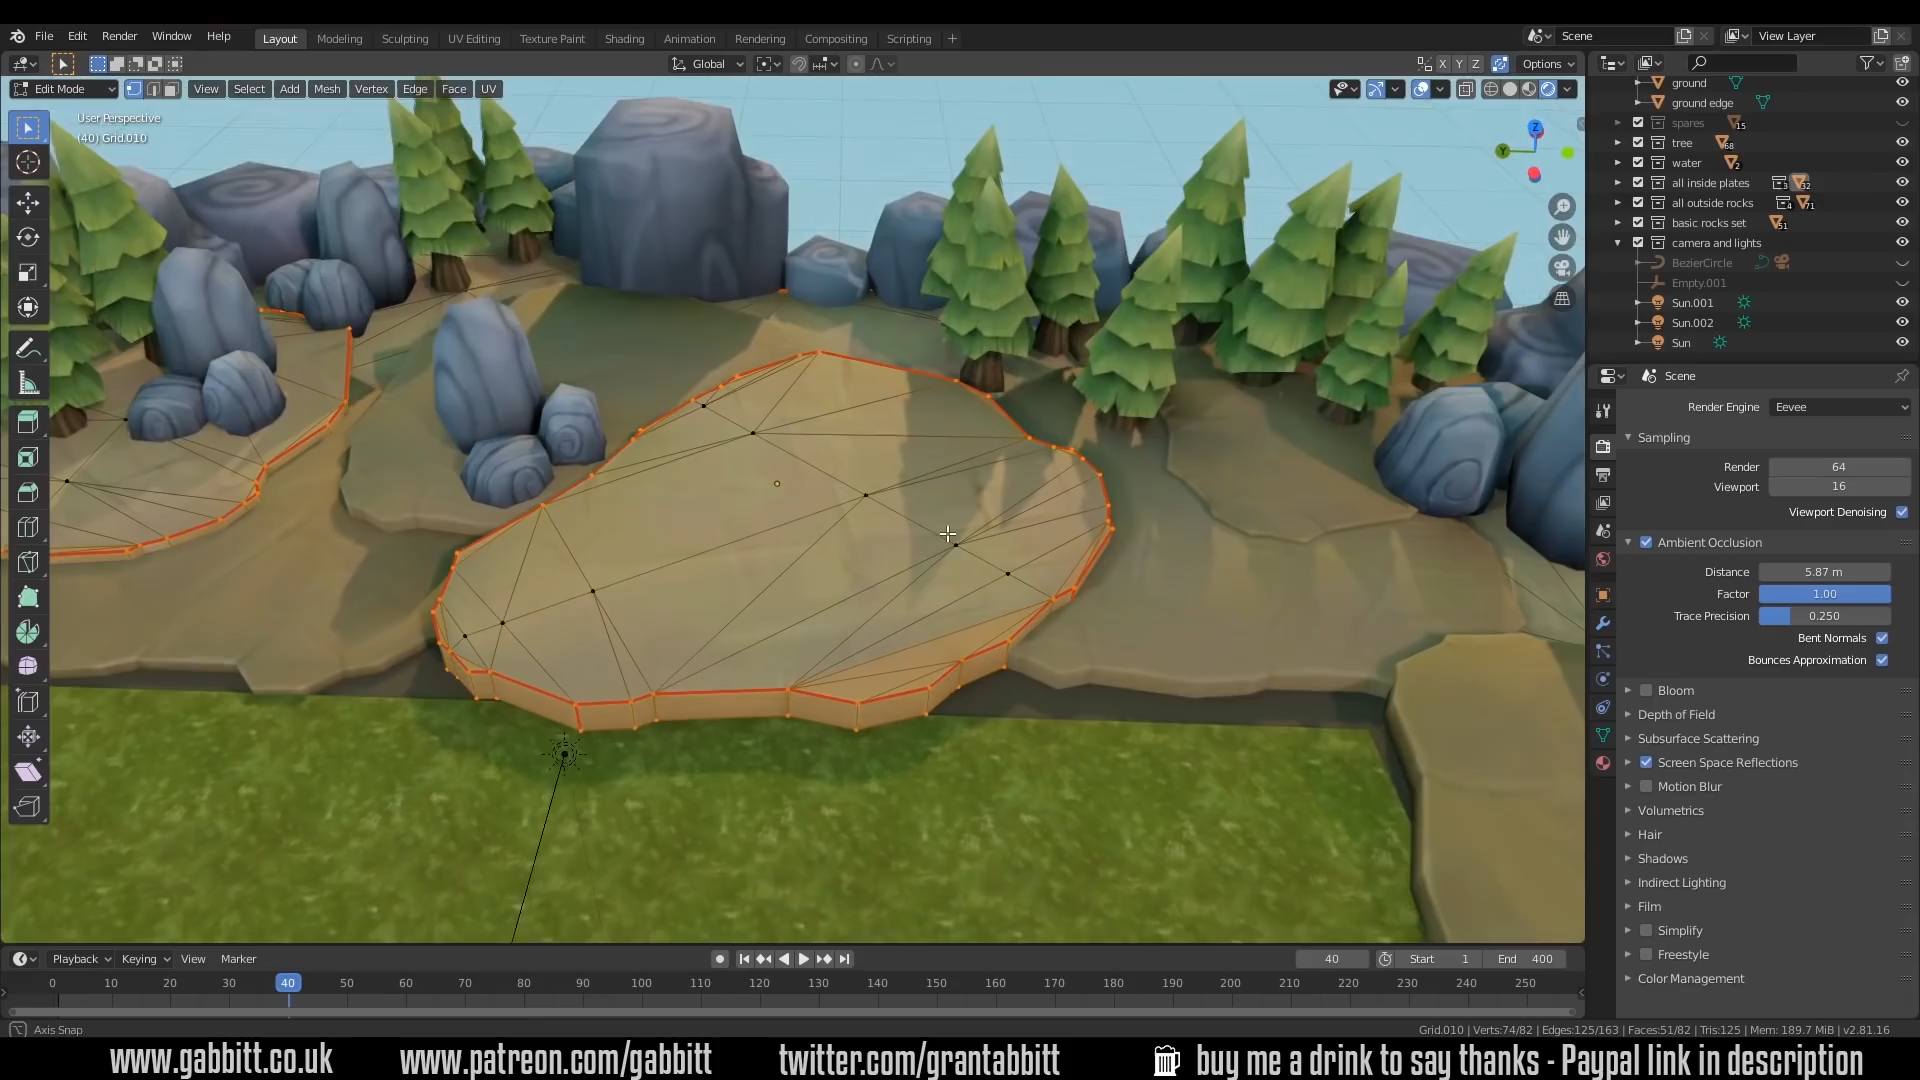 File Edit Render Window Help Layout Modeling Sculpting UV Editing Texture Paint Shading Animation Rendering Compositing Scripting + Scene View Layer
Global X Y Z Options
Edit Mode View Select Add Mesh Vertex Edge Face UV
User Perspective
(40) Grid.010
Z
Y
ground
ground edge
spares 15
tree 68
water 2
all inside plates 3 32
all outside rocks 4 71
basic rocks set 51
camera and lights
BezierCircle
Empty.001
Sun.001
Sun.002
Sun
Scene
Render Engine Eevee
Sampling
Render 64
Viewport 16
Viewport Denoising
Ambient Occlusion
Distance 5.87 m
Factor 1.00
Trace Precision 0.250
Bent Normals
Bounces Approximation
Bloom
Depth of Field
Subsurface Scattering
Screen Space Reflections
Motion Blur
Volumetrics
Hair
Shadows
Indirect Lighting
Film
Simplify
Freestyle
Color Management
Playback Keying View Marker 40 Start 1 End 400
0 10 20 30 40 50 60 70 80 90 100 110 120 130 140 150 160 170 180 190 200 210 220 230 240 250
Axis Snap Grid.010 | Verts:74/82 | Edges:125/163 | Faces:51/82 | Tris:125 | Mem: 189.7 MiB | v2.81.16
www.gabbitt.co.uk www.patreon.com/gabbitt twitter.com/grantabbitt buy me a drink to say thanks - Paypal link in description